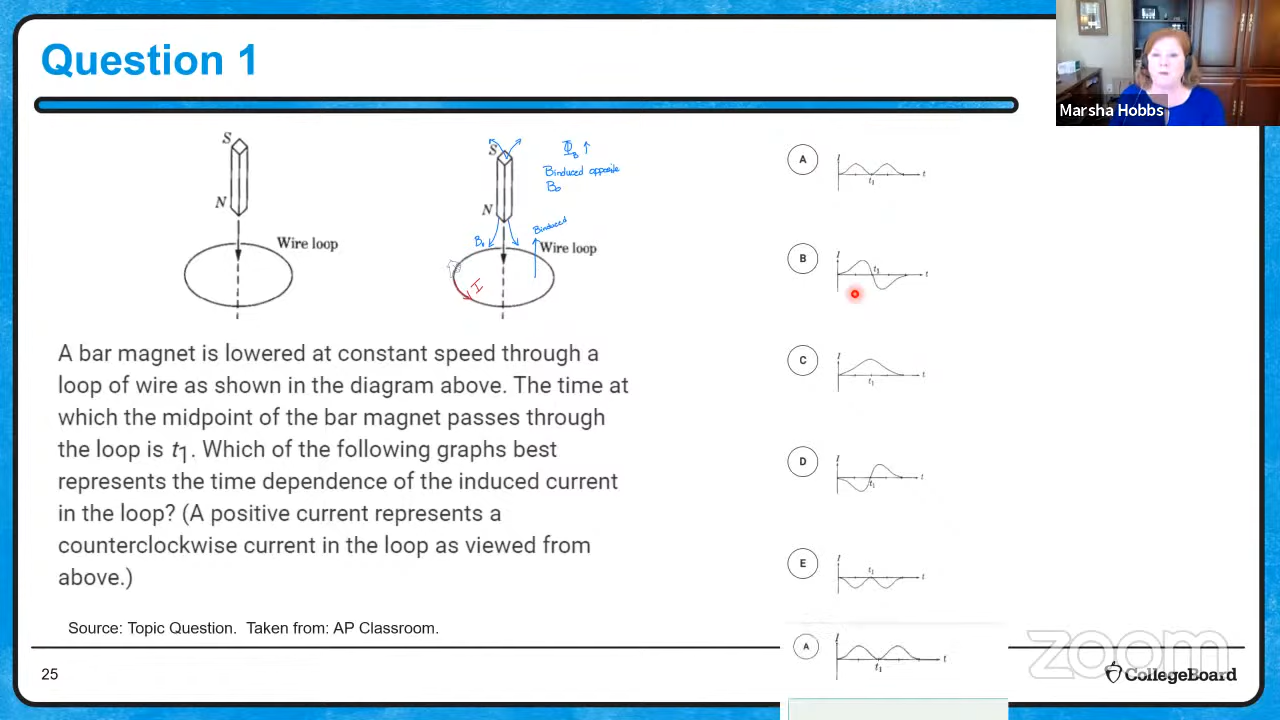 Question 1
Marsha Hobbs
S
N
Wire loop
S
N
Wire loop
Φ_B ↑
Binduced opposite
B₀
Binduced
I
A
I
t₁
t
B
I
t₁
t
C
I
t₁
t
D
I
t₁
t
E
I
t₁
t
A
I
t₁
t
A bar magnet is lowered at constant speed through a
loop of wire as shown in the diagram above. The time at
which the midpoint of the bar magnet passes through
the loop is t₁. Which of the following graphs best
represents the time dependence of the induced current
in the loop? (A positive current represents a
counterclockwise current in the loop as viewed from
above.)
Source: Topic Question. Taken from: AP Classroom.
25
zoom
CollegeBoard